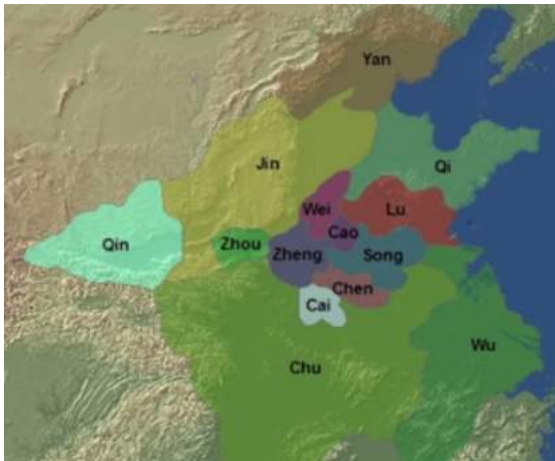 Yan
Jin
Qi
Wei
Lu
Qin
Zhou
Cao
Zheng
Song
Chen
Cai
Wu
Chu